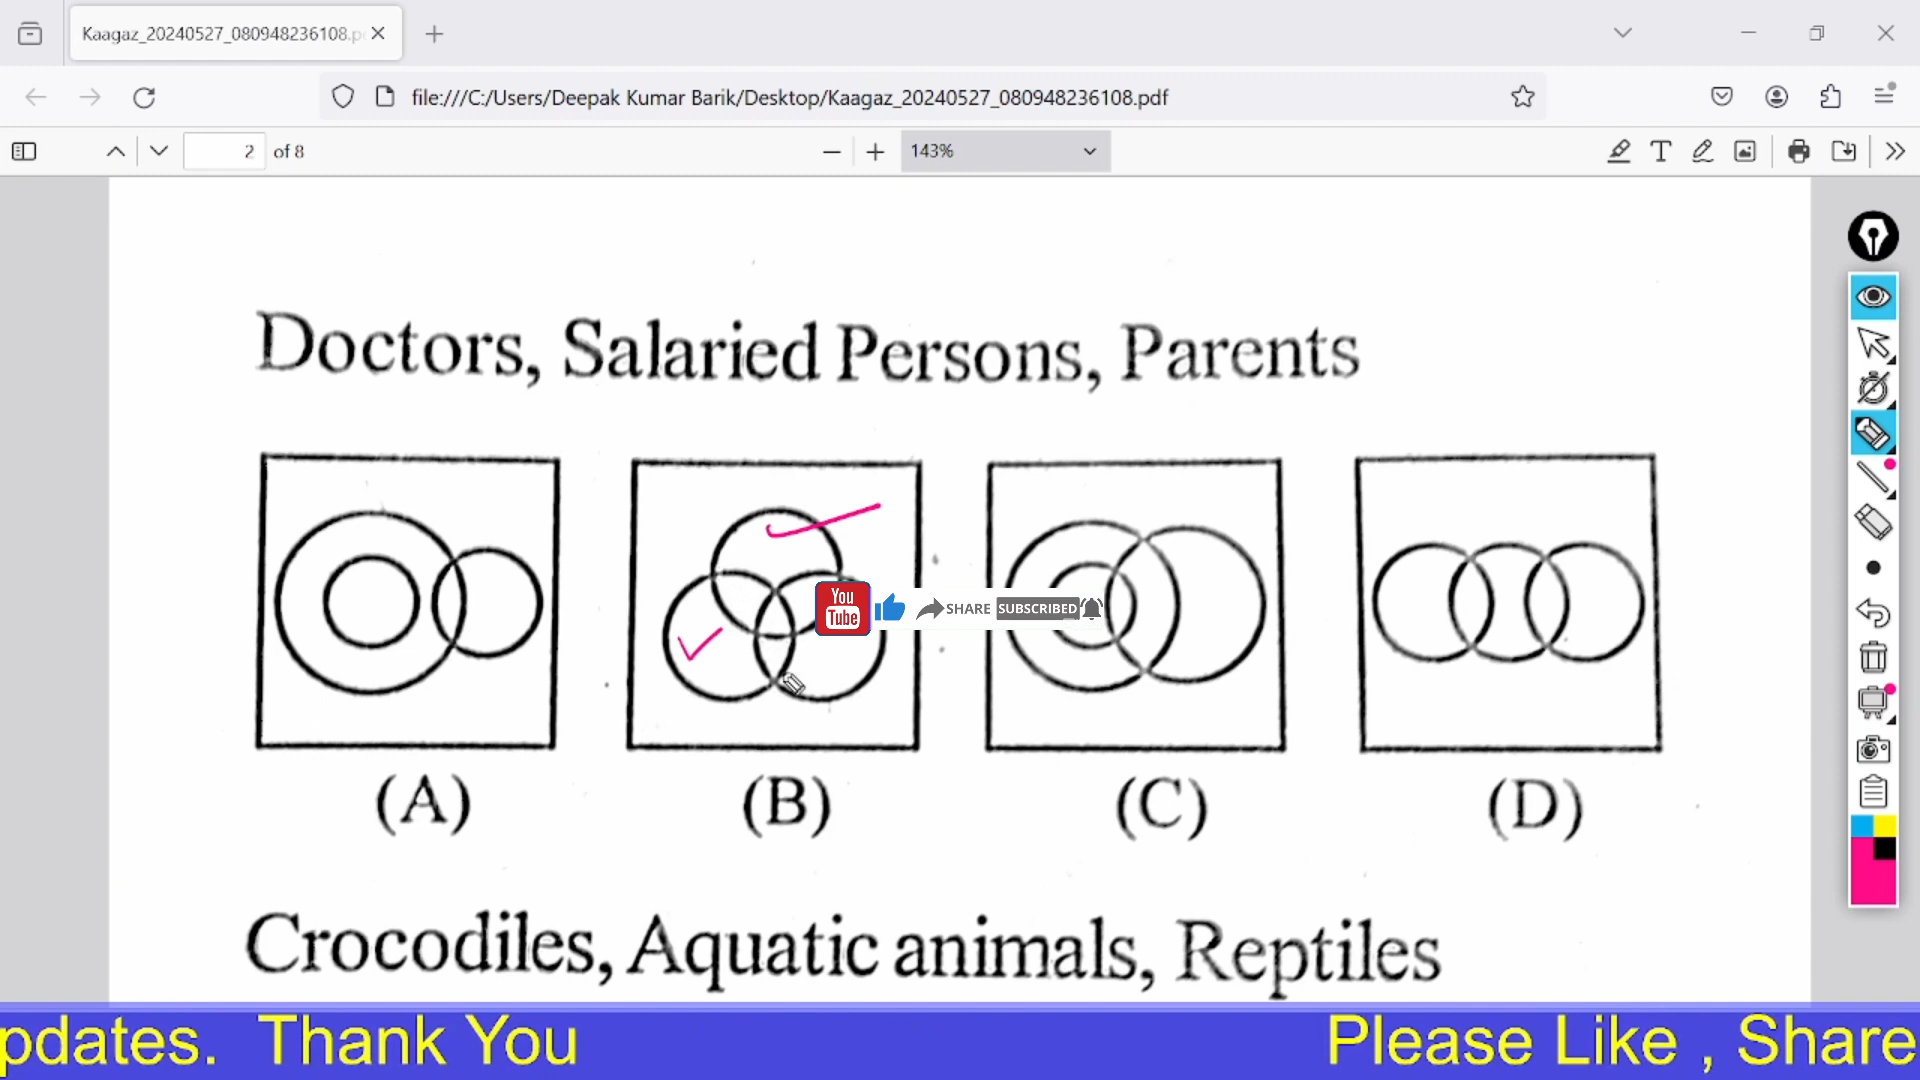 Kaagaz_20240527_080948236108.p
file:///C:/Users/Deepak Kumar Barik/Desktop/Kaagaz_20240527_080948236108.pdf
2 of 8
143%
Doctors, Salaried Persons, Parents
You
Tube
SHARE SUBSCRIBED
(A) (B) (C) (D)
Crocodiles, Aquatic animals, Reptiles
pdates. Thank You Please Like , Share